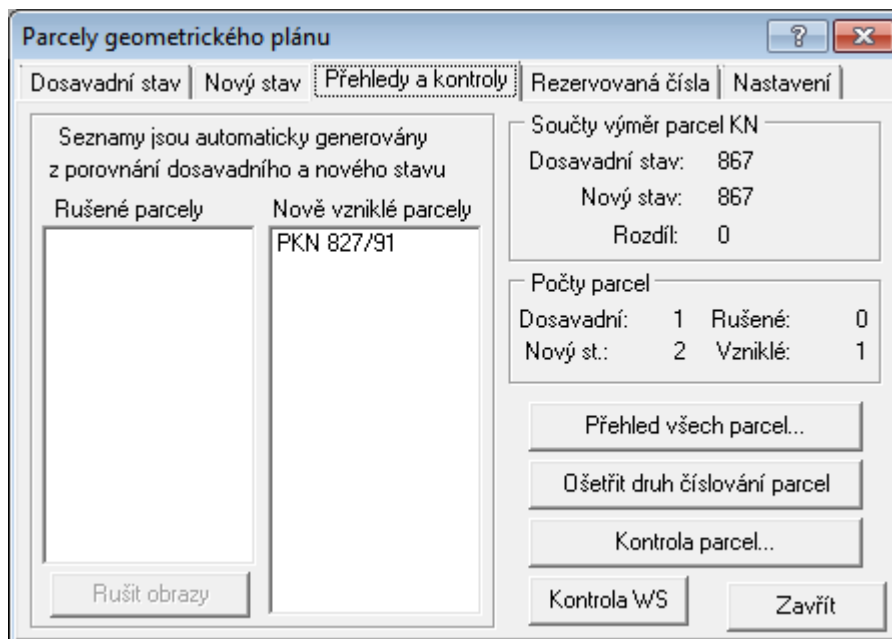 Parcely geometrického plánu
Dosavadní stav
Nový stav
Přehledy a kontroly
Rezervovaná čísla
Nastavení
Seznamy jsou automaticky generovány
z porovnání dosavadního a nového stavu
Rušené parcely
Nově vzniklé parcely
PKN 827/91
Rušit obrazy
Součty výměr parcel KN
Dosavadní stav: 867
Nový stav: 867
Rozdíl: 0
Počty parcel
Dosavadní: 1 Rušené: 0
Nový st.: 2 Vzniklé: 1
Přehled všech parcel...
Ošetřit druh číslování parcel
Kontrola parcel...
Kontrola WS
Zavřít